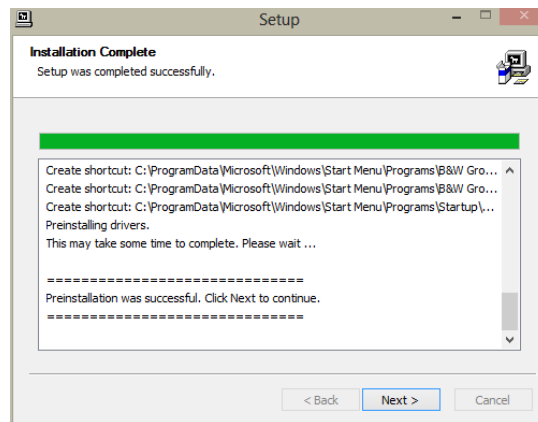 Setup
Installation Complete
Setup was completed successfully.
Create shortcut: C:\ProgramData\Microsoft\Windows\Start Menu\Programs\B&W Gro...
Create shortcut: C:\ProgramData\Microsoft\Windows\Start Menu\Programs\B&W Gro...
Create shortcut: C:\ProgramData\Microsoft\Windows\Start Menu\Programs\Startup\...
Preinstalling drivers.
This may take some time to complete. Please wait ...
==============================
Preinstallation was successful. Click Next to continue.
==============================
< Back Next > Cancel